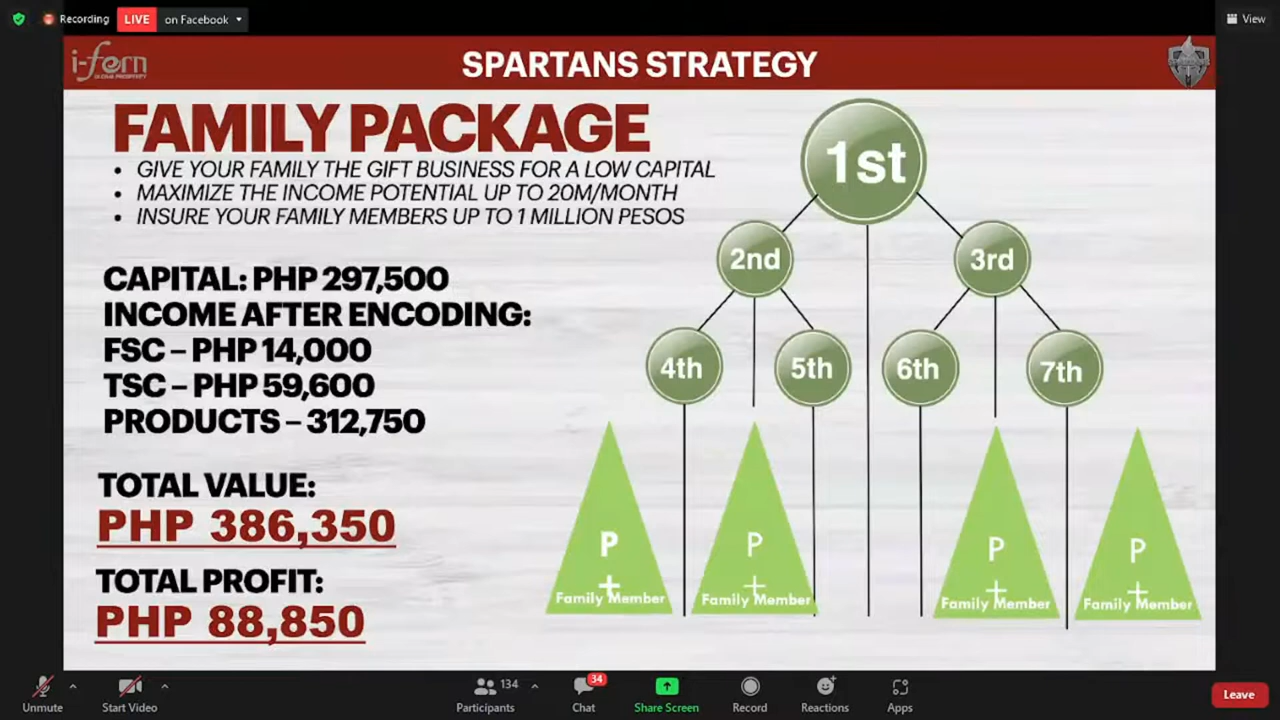 Recording
LIVE on Facebook
View
i-fern
SPARTANS STRATEGY
FAMILY PACKAGE
• GIVE YOUR FAMILY THE GIFT BUSINESS FOR A LOW CAPITAL
• MAXIMIZE THE INCOME POTENTIAL UP TO 20M/MONTH
• INSURE YOUR FAMILY MEMBERS UP TO 1 MILLION PESOS
CAPITAL: PHP 297,500
INCOME AFTER ENCODING:
FSC – PHP 14,000
TSC – PHP 59,600
PRODUCTS – 312,750
TOTAL VALUE:
PHP 386,350
TOTAL PROFIT:
PHP 88,850
1st
2nd
3rd
4th
5th
6th
7th
P
+
Family Member
P
+
Family Member
P
+
Family Member
P
+
Family Member
Unmute
Start Video
134
Participants
34
Chat
Share Screen
Record
Reactions
Apps
Leave